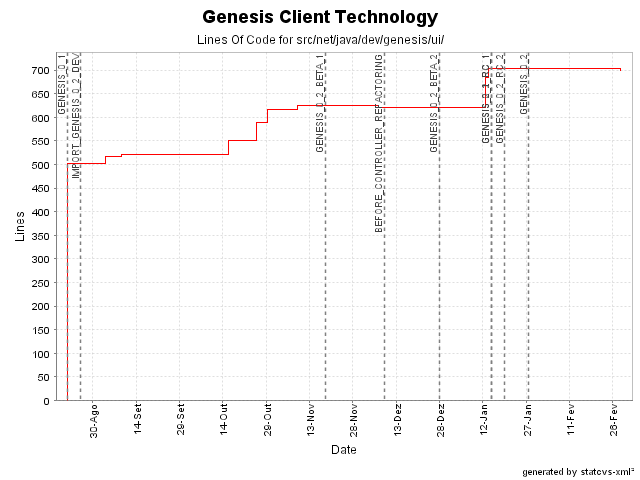 Genesis Client Technology
Lines Of Code for src/net/java/dev/genesis/ui/
GENESIS_0_1
IMPORT_GENESIS_0_2_DEV
GENESIS_0_2_BETA_1
BEFORE_CONTROLLER_REFACTORING
GENESIS_0_2_BETA_2
GENESIS_0_2_RC_2
GENESIS_0_2
Lines
700
650
600
550
500
450
400
350
300
250
200
150
100
50
0
30-Ago
14-Set
29-Set
14-Out
29-Out
13-Nov
28-Nov
13-Dez
28-Dez
12-Jan
27-Jan
11-Fev
26-Fev
Date
generated by statcvs-xml²